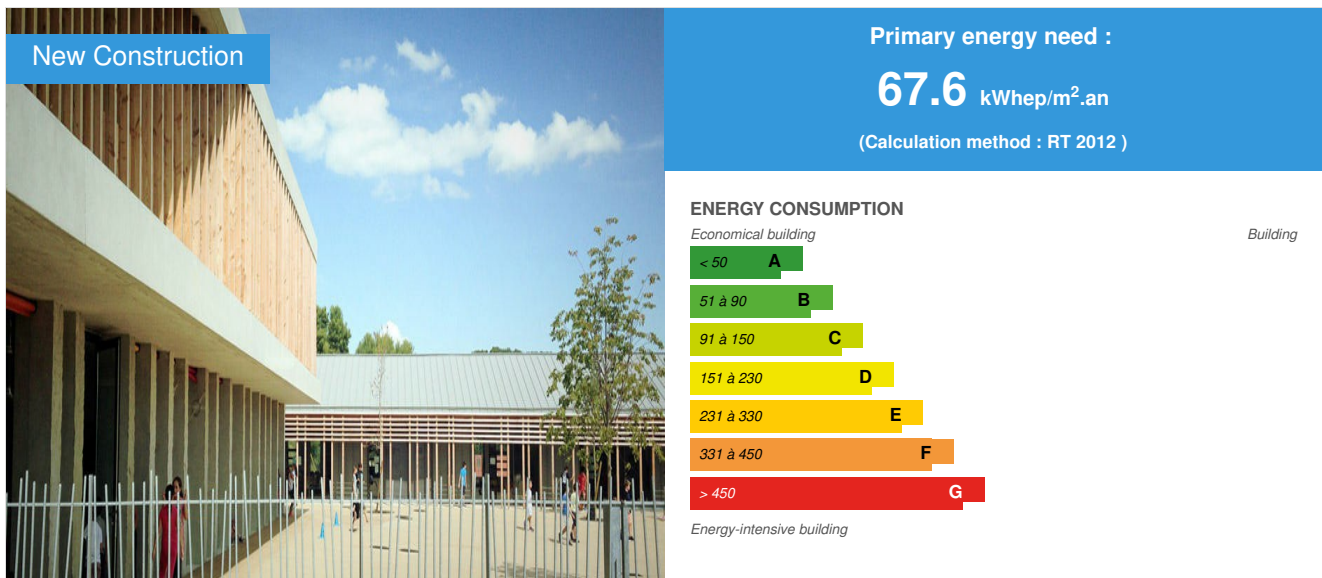 New Construction
Primary energy need :
67.6 kWhep/m².an
(Calculation method : RT 2012 )
ENERGY CONSUMPTION
Economical building
Building
< 50 A
51 à 90 B
91 à 150 C
151 à 230 D
231 à 330 E
331 à 450 F
> 450 G
Energy-intensive building